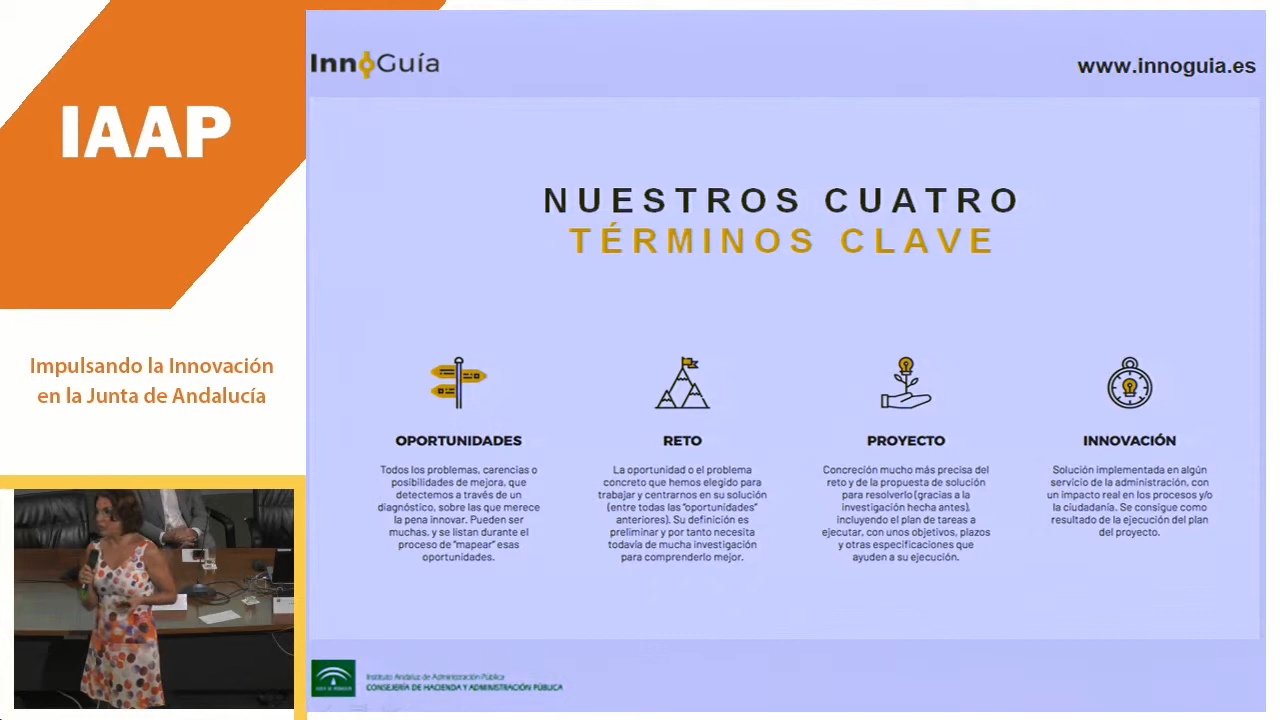 IAAP
Impulsando la Innovación
en la Junta de Andalucía
InnGuía
www.innoguia.es
NUESTROS CUATRO
TÉRMINOS CLAVE
OPORTUNIDADES
Todos los problemas, carencias o
posibilidades de mejora, que
detectemos a través de un
diagnóstico, sobre las que merece
la pena innovar. Pueden ser
muchas, y se listan durante el
proceso de "mapear" esas
oportunidades.
RETO
La oportunidad o el problema
concreto que hemos elegido para
trabajar y centrarnos en su solución
(entre todas las "oportunidades"
anteriores). Su definición es
preliminar y por tanto necesita
todavía de mucha investigación
para comprenderlo mejor.
PROYECTO
Concreción mucho más precisa del
reto y de la propuesta de solución
para resolverlo (gracias a la
investigación hecha antes),
incluyendo el plan de tareas a
ejecutar, con unos objetivos, plazos
y otras especificaciones que
ayuden a su ejecución.
INNOVACIÓN
Solución implementada en algún
servicio de la administración, con
un impacto real en los procesos y/o
la ciudadanía. Se consigue como
resultado de la ejecución del plan
del proyecto.
Instituto Andaluz de Administración Pública
CONSEJERÍA DE HACIENDA Y ADMINISTRACIÓN PÚBLICA